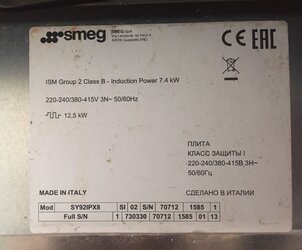 smeg
SMEG SpA
Via Leonardo da Vinci 4
42016 Guastalla (RE)
CE EAC
ISM Group 2 Class B - Induction Power 7.4 kW
220-240/380-415V 3N~ 50/60Hz
12,5 kW
ПЛИТА
КЛАСС ЗАЩИТЫ I
220-240/380-415В,3Н~
50/60Гц
MADE IN ITALY
СДЕЛАНО В ИТАЛИИ
Mod SY92IPX8 SI 02 S/N 70712 1585 1
Full S/N 1 730330 70712 1585 01 13